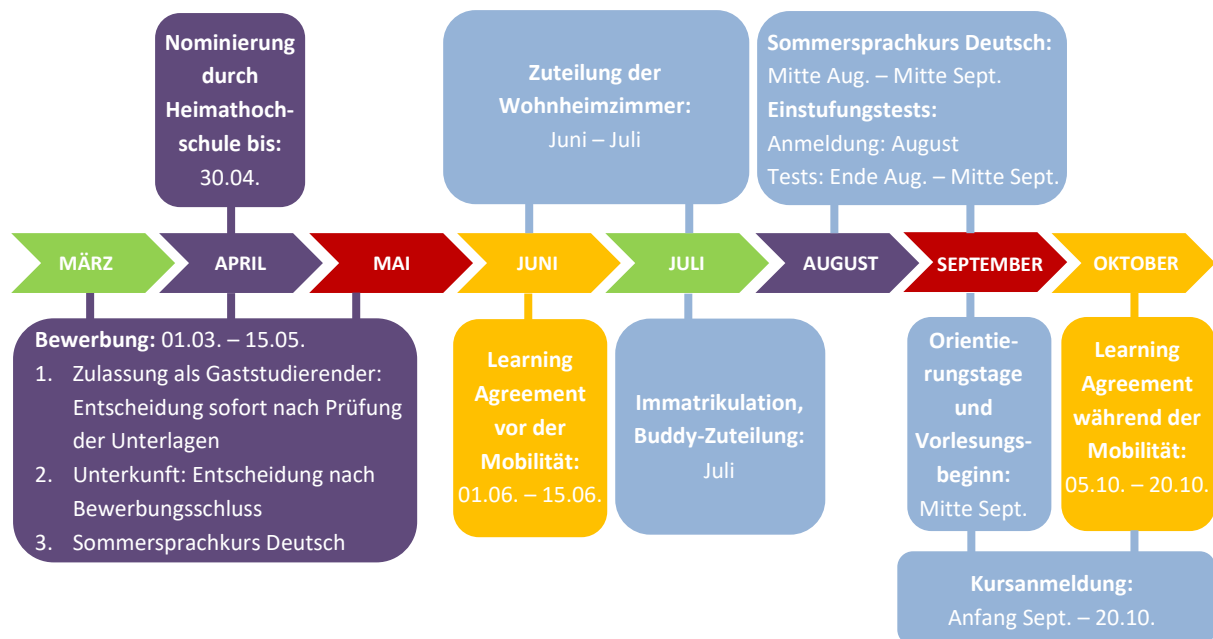 Nominierung
durch
Heimathoch-
schule bis:
30.04.
Zuteilung der
Wohnheimzimmer:
Juni – Juli
Sommersprachkurs Deutsch:
Mitte Aug. – Mitte Sept.
Einstufungstests:
Anmeldung: August
Tests: Ende Aug. – Mitte Sept.
MÄRZ
APRIL
MAI
JUNI
JULI
AUGUST
SEPTEMBER
OKTOBER
Bewerbung: 01.03. – 15.05.
1. Zulassung als Gaststudierender:
Entscheidung sofort nach Prüfung
der Unterlagen
2. Unterkunft: Entscheidung nach
Bewerbungsschluss
3. Sommersprachkurs Deutsch
Learning
Agreement
vor der
Mobilität:
01.06. – 15.06.
Immatrikulation,
Buddy-Zuteilung:
Juli
Orientie-
rungstage
und
Vorlesungs-
beginn:
Mitte Sept.
Learning
Agreement
während der
Mobilität:
05.10. – 20.10.
Kursanmeldung:
Anfang Sept. – 20.10.